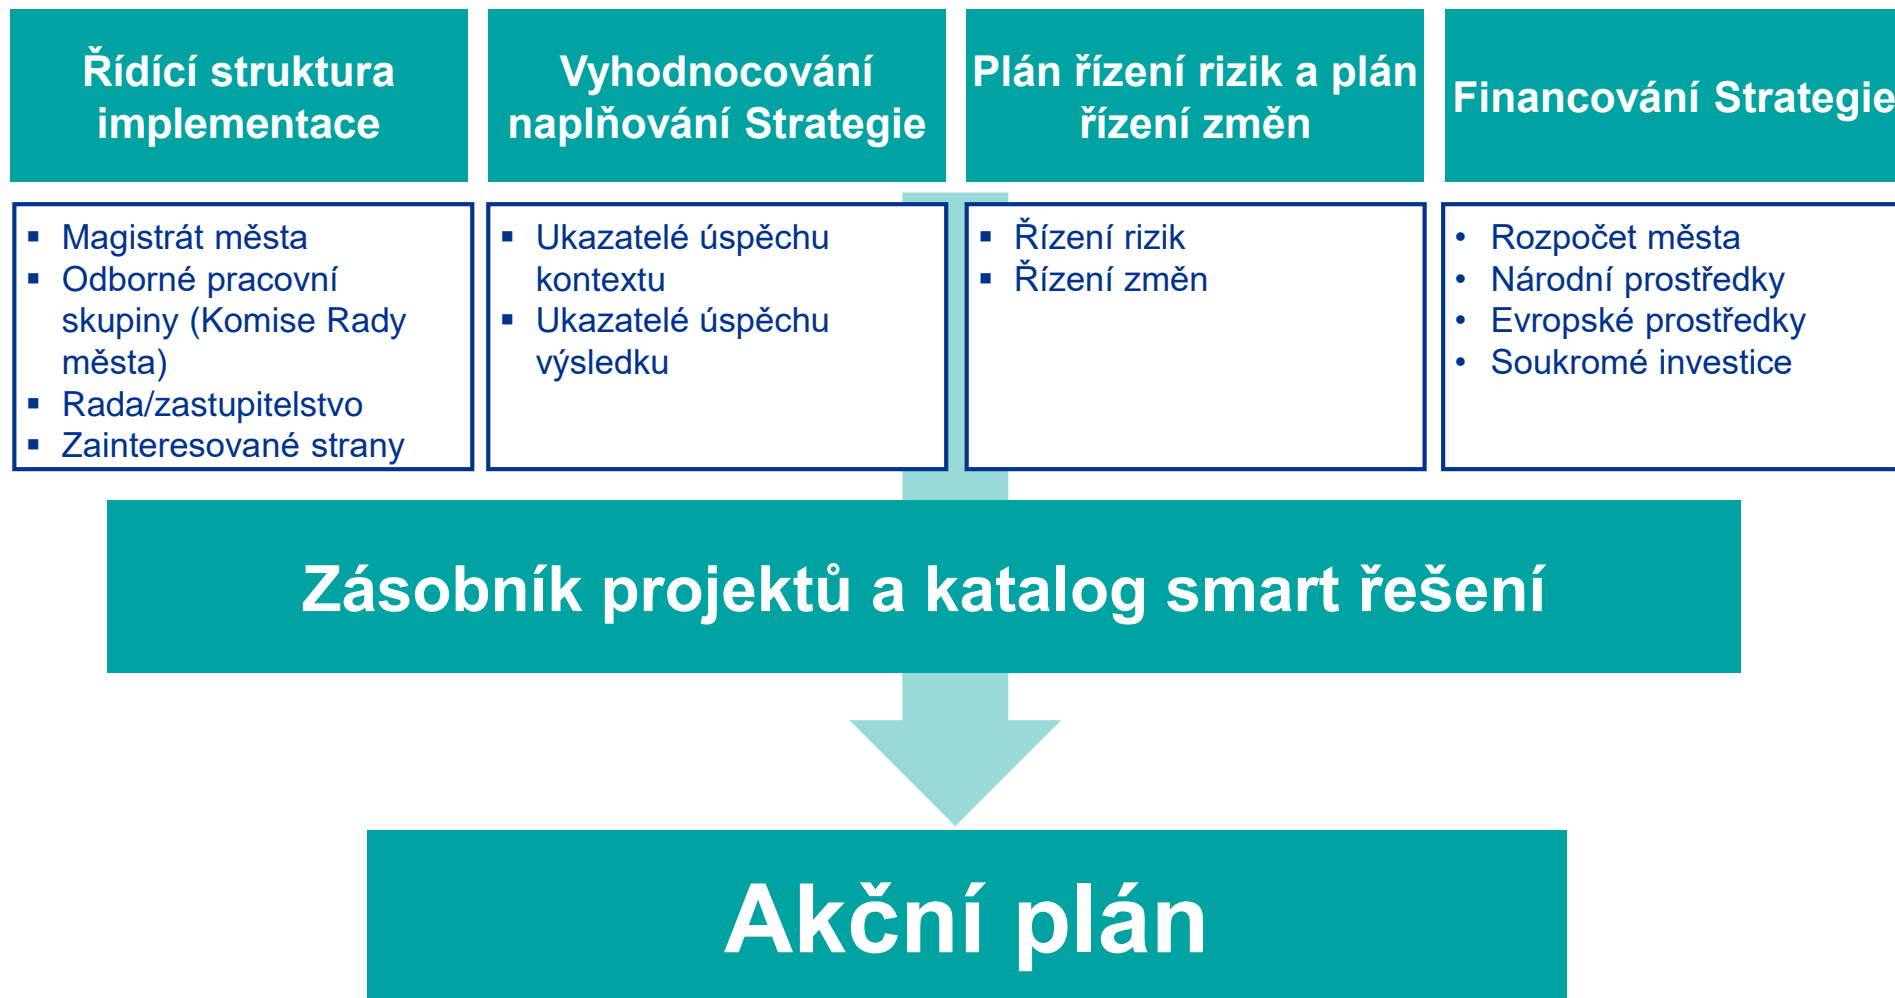 Řídící struktura
implementace
Vyhodnocování
naplňování Strategie
Plán řízení rizik a plán
řízení změn
Financování Strategie
▪ Magistrát města
▪ Odborné pracovní
skupiny (Komise Rady
města)
▪ Rada/zastupitelstvo
▪ Zainteresované strany
▪ Ukazatelé úspěchu
kontextu
▪ Ukazatelé úspěchu
výsledku
▪ Řízení rizik
▪ Řízení změn
• Rozpočet města
• Národní prostředky
• Evropské prostředky
• Soukromé investice
Zásobník projektů a katalog smart řešení
Akční plán